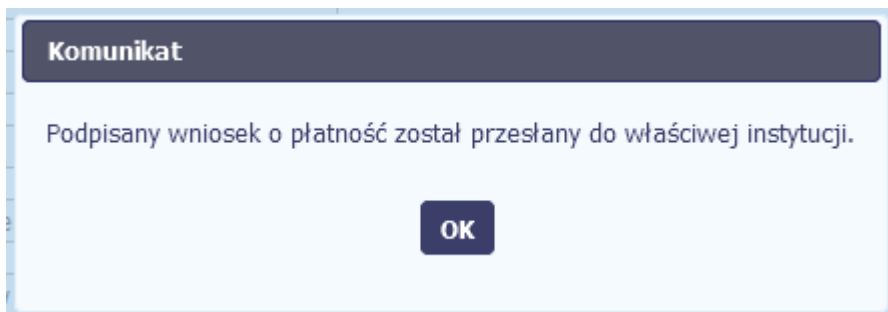 Komunikat
Podpisany wniosek o płatność został przesłany do właściwej instytucji.
OK